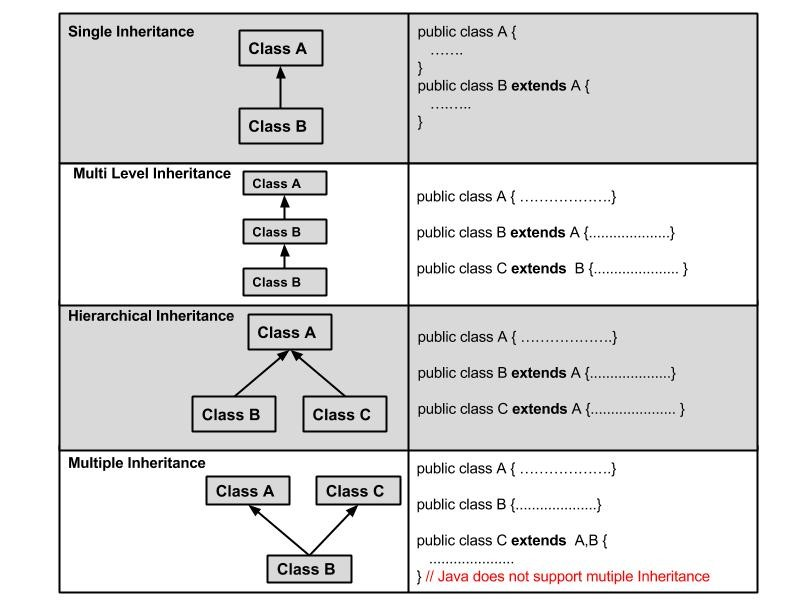 Single Inheritance
Class A
Class B
public class A {
…….
}
public class B extends A {
……..
}
Multi Level Inheritance
Class A
Class B
Class B
public class A { ……………….}
public class B extends A {....................}
public class C extends  B {..................... }
Hierarchical Inheritance
Class A
Class B
Class C
public class A { ……………….}
public class B extends A {....................}
public class C extends A {..................... }
Multiple Inheritance
Class A
Class C
Class B
public class A { ……………….}
public class B {....................}
public class C extends  A,B {
.....................
} // Java does not support mutiple Inheritance